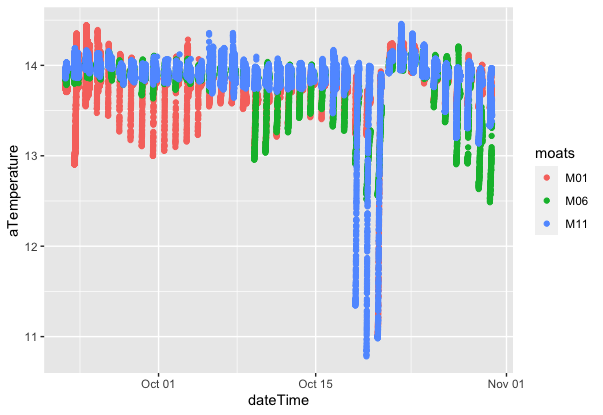 14
13
12
11
aTemperature
Oct 01
Oct 15
Nov 01
dateTime
moats
M01
M06
M11